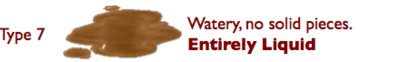 Type 7
Watery, no solid pieces.
Entirely Liquid